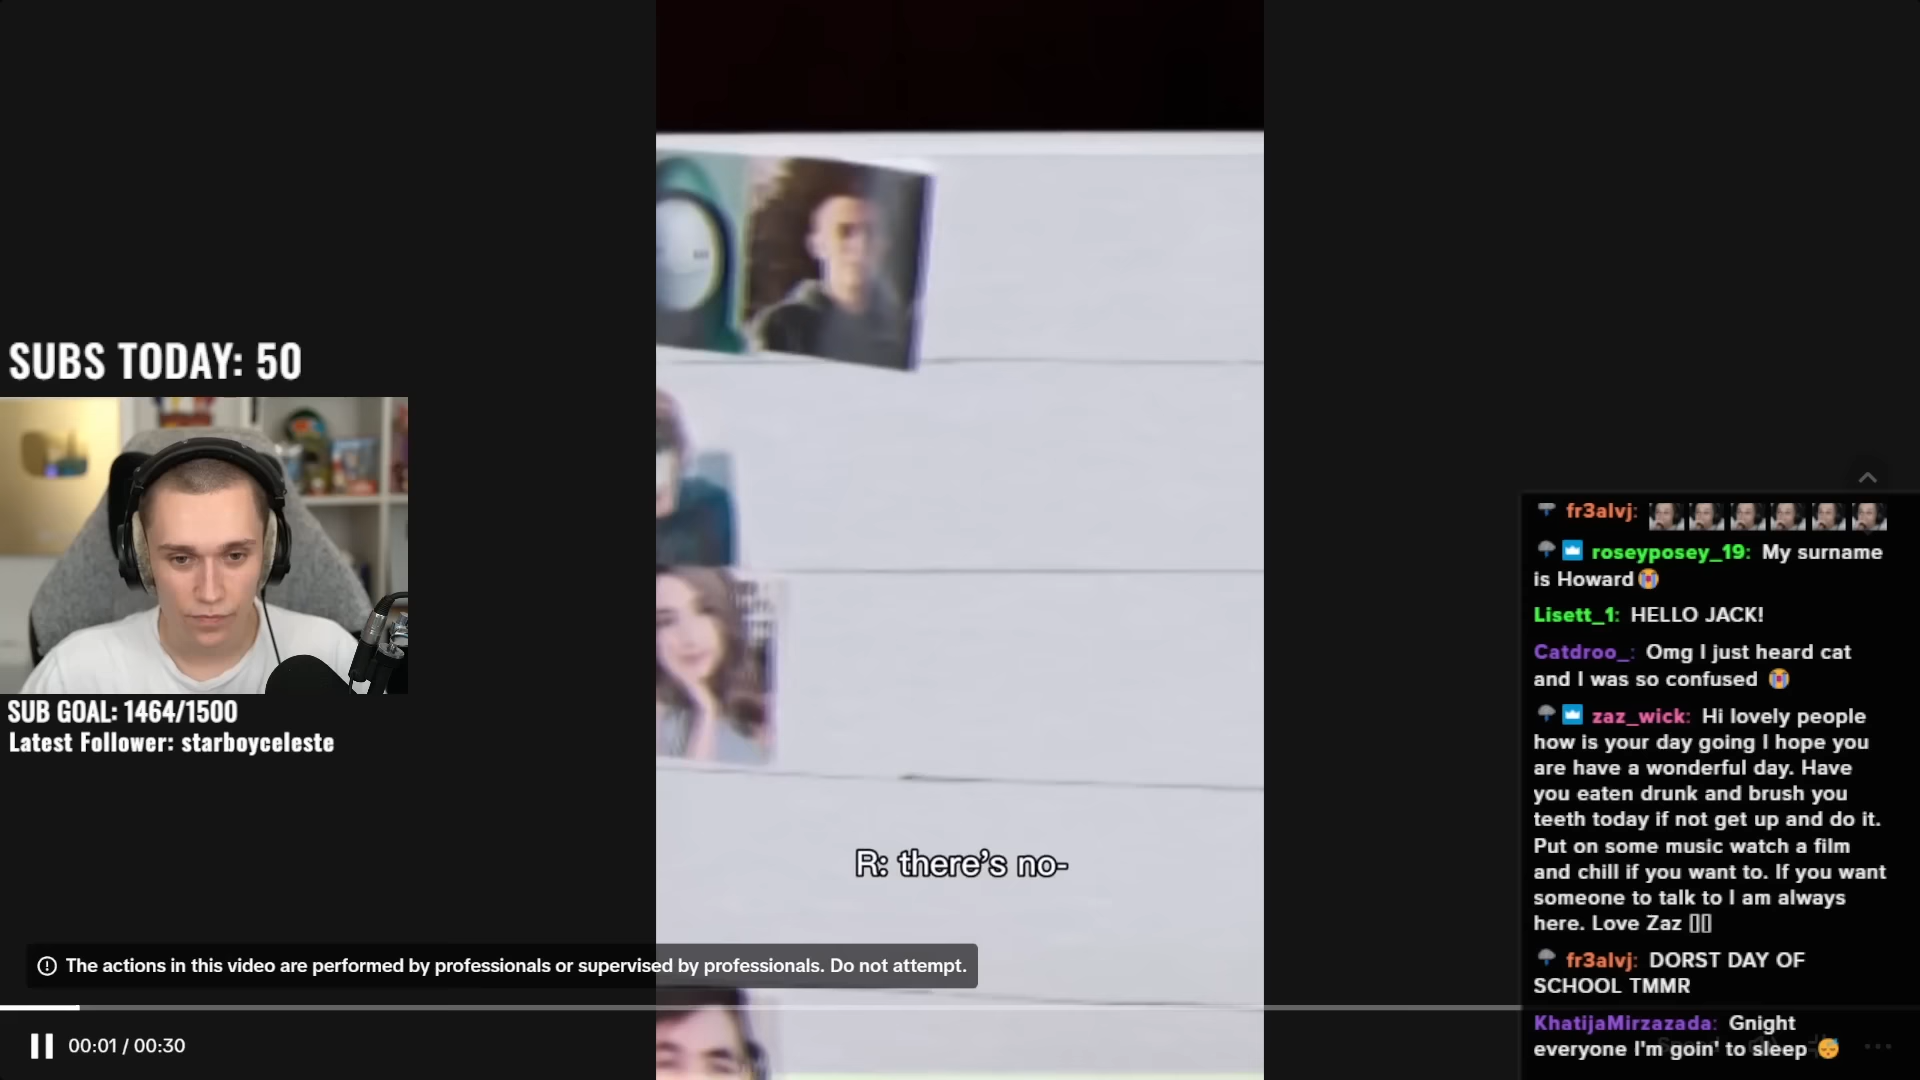 SUBS TODAY: 50
SUB GOAL: 1464/1500
Latest Follower: starboyceleste
R: there's no-
The actions in this video are performed by professionals or supervised by professionals. Do not attempt.
00:01 / 00:30
fr3alvj:
roseyposey_19: My surname
is Howard😭
Lisett_1: HELLO JACK!
Catdroo_: Omg I just heard cat
and I was so confused 😭
zaz_wick: Hi lovely people
how is your day going I hope you
are have a wonderful day. Have
you eaten drunk and brush you
teeth today if not get up and do it.
Put on some music watch a film
and chill if you want to. If you want
someone to talk to I am always
here. Love Zaz
fr3alvj: DORST DAY OF
SCHOOL TMMR
KhatijaMirzazada: Gnight
everyone I'm goin' to sleep 😴